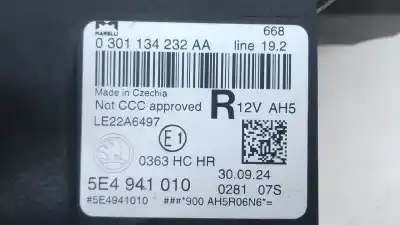 MARELLI
668
0 301 134 232 AA line 19.2
Made in Czechia
Not CCC approved R 12V AH5
LE22A6497
E1
0363 HC HR
30.09.24
5E4 941 010 0281 07S
#5E4941010 ###*900 AH5R06N6*=